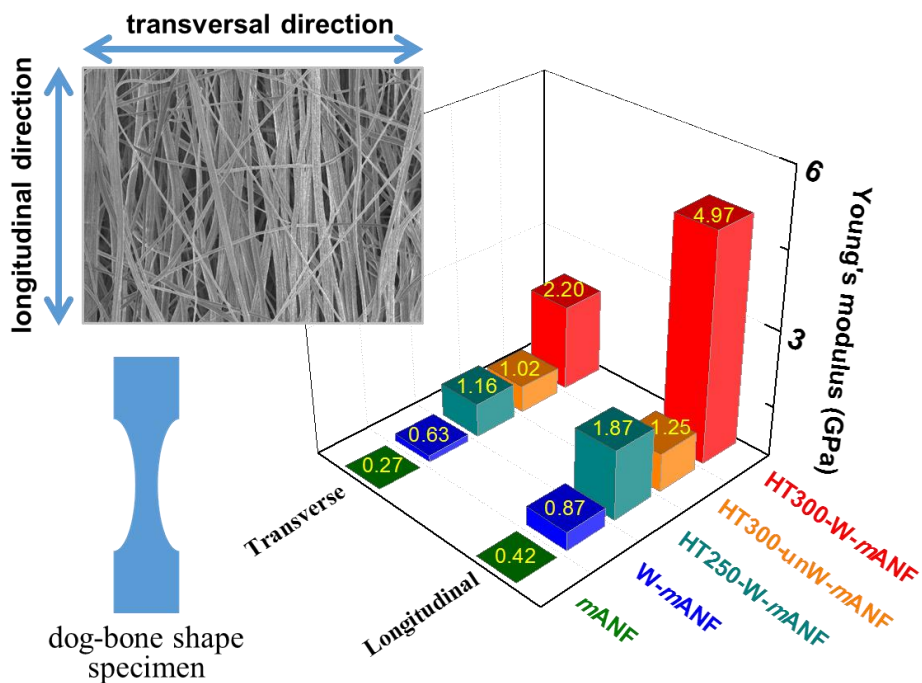 transversal direction
longitudinal direction
dog-bone shape
specimen
6
3
Young's modulus (GPa)
2.20
4.97
1.02
1.25
1.16
1.87
0.63
0.87
0.27
0.42
Transverse
Longitudinal
mANF
W-mANF
HT250-W-mANF
HT300-unW-mANF
HT300-W-mANF